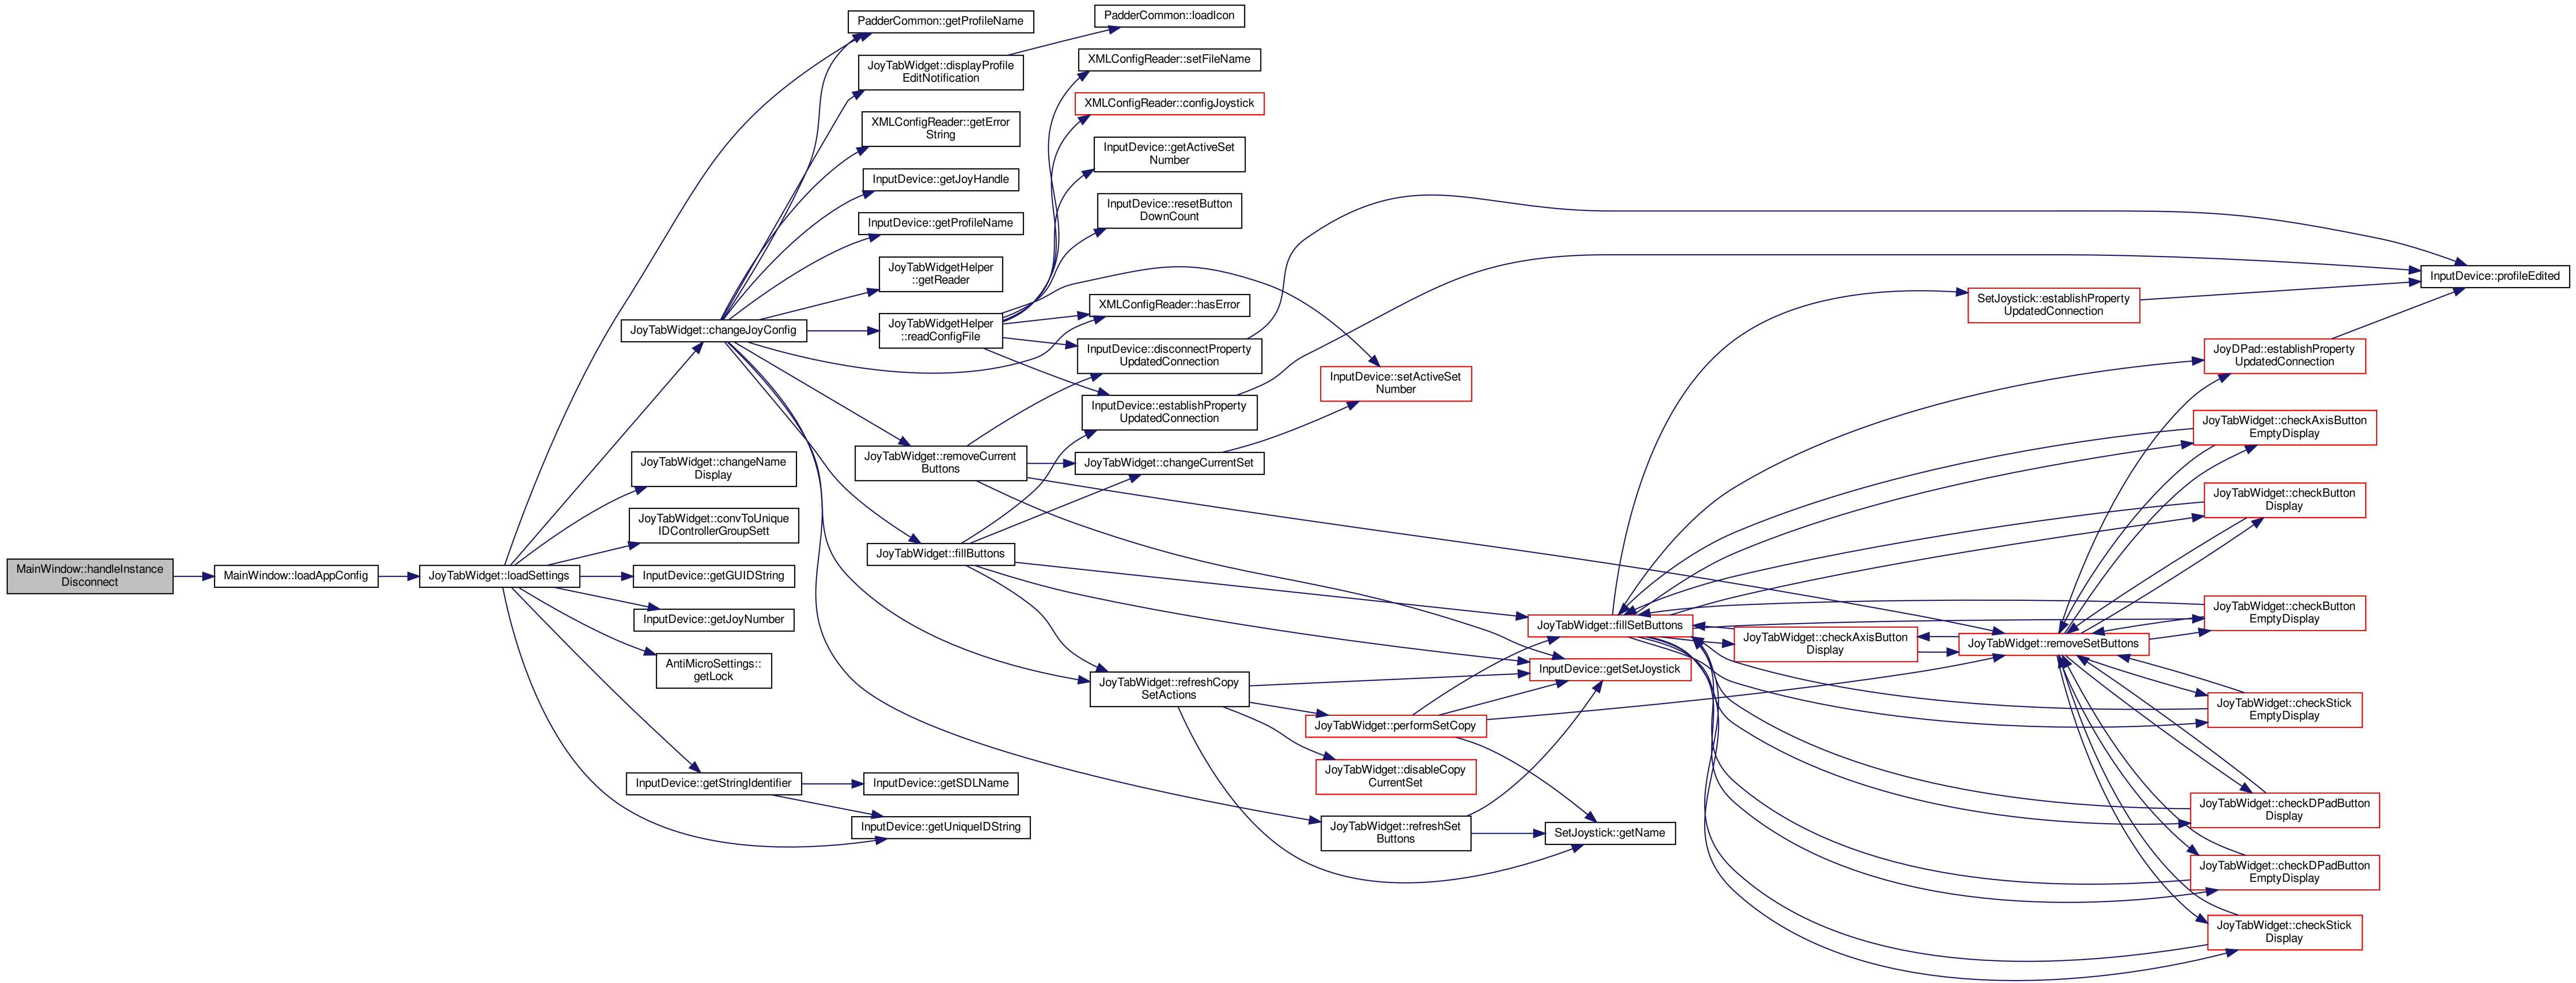 MainWindow::handleInstance
Disconnect
MainWindow::loadAppConfig
JoyTabWidget::loadSettings
JoyTabWidget::changeJoyConfig
JoyTabWidget::changeName
Display
JoyTabWidget::convToUnique
IDControllerGroupSett
InputDevice::getGUIDString
InputDevice::getJoyNumber
AntiMicroSettings::
getLock
InputDevice::getStringIdentifier
PadderCommon::getProfileName
JoyTabWidget::displayProfile
EditNotification
XMLConfigReader::getError
String
InputDevice::getJoyHandle
InputDevice::getProfileName
JoyTabWidgetHelper
::getReader
JoyTabWidgetHelper
::readConfigFile
JoyTabWidget::removeCurrent
Buttons
JoyTabWidget::fillButtons
InputDevice::getSDLName
InputDevice::getUniqueIDString
PadderCommon::loadIcon
XMLConfigReader::setFileName
XMLConfigReader::configJoystick
InputDevice::getActiveSet
Number
InputDevice::resetButton
DownCount
XMLConfigReader::hasError
InputDevice::disconnectProperty
UpdatedConnection
InputDevice::establishProperty
UpdatedConnection
JoyTabWidget::changeCurrentSet
JoyTabWidget::refreshCopy
SetActions
InputDevice::setActiveSet
Number
JoyTabWidget::performSetCopy
JoyTabWidget::disableCopy
CurrentSet
JoyTabWidget::refreshSet
Buttons
JoyTabWidget::fillSetButtons
InputDevice::getSetJoystick
SetJoystick::getName
JoyTabWidget::checkAxisButton
Display
SetJoystick::establishProperty
UpdatedConnection
JoyTabWidget::removeSetButtons
InputDevice::profileEdited
JoyDPad::establishProperty
UpdatedConnection
JoyTabWidget::checkAxisButton
EmptyDisplay
JoyTabWidget::checkButton
Display
JoyTabWidget::checkButton
EmptyDisplay
JoyTabWidget::checkStick
EmptyDisplay
JoyTabWidget::checkDPadButton
Display
JoyTabWidget::checkDPadButton
EmptyDisplay
JoyTabWidget::checkStick
Display